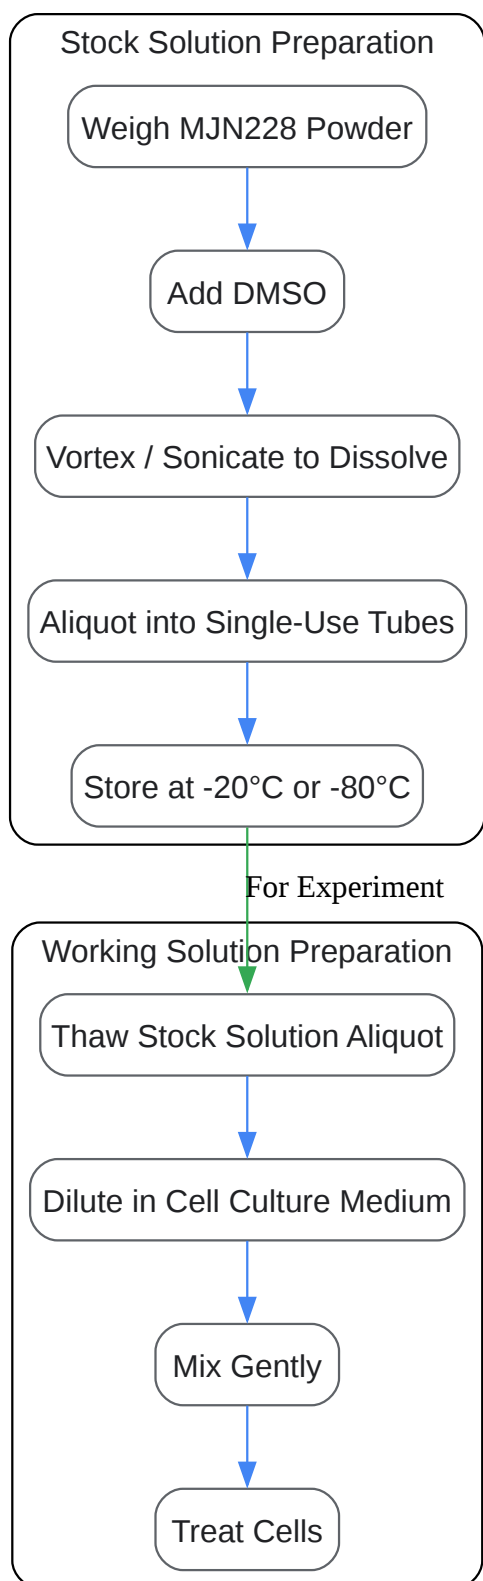 Stock Solution Preparation
Weigh MJN228 Powder
Add DMSO
Vortex / Sonicate to Dissolve
Aliquot into Single-Use Tubes
Store at -20°C or -80°C
For Experiment
Working Solution Preparation
Thaw Stock Solution Aliquot
Dilute in Cell Culture Medium
Mix Gently
Treat Cells